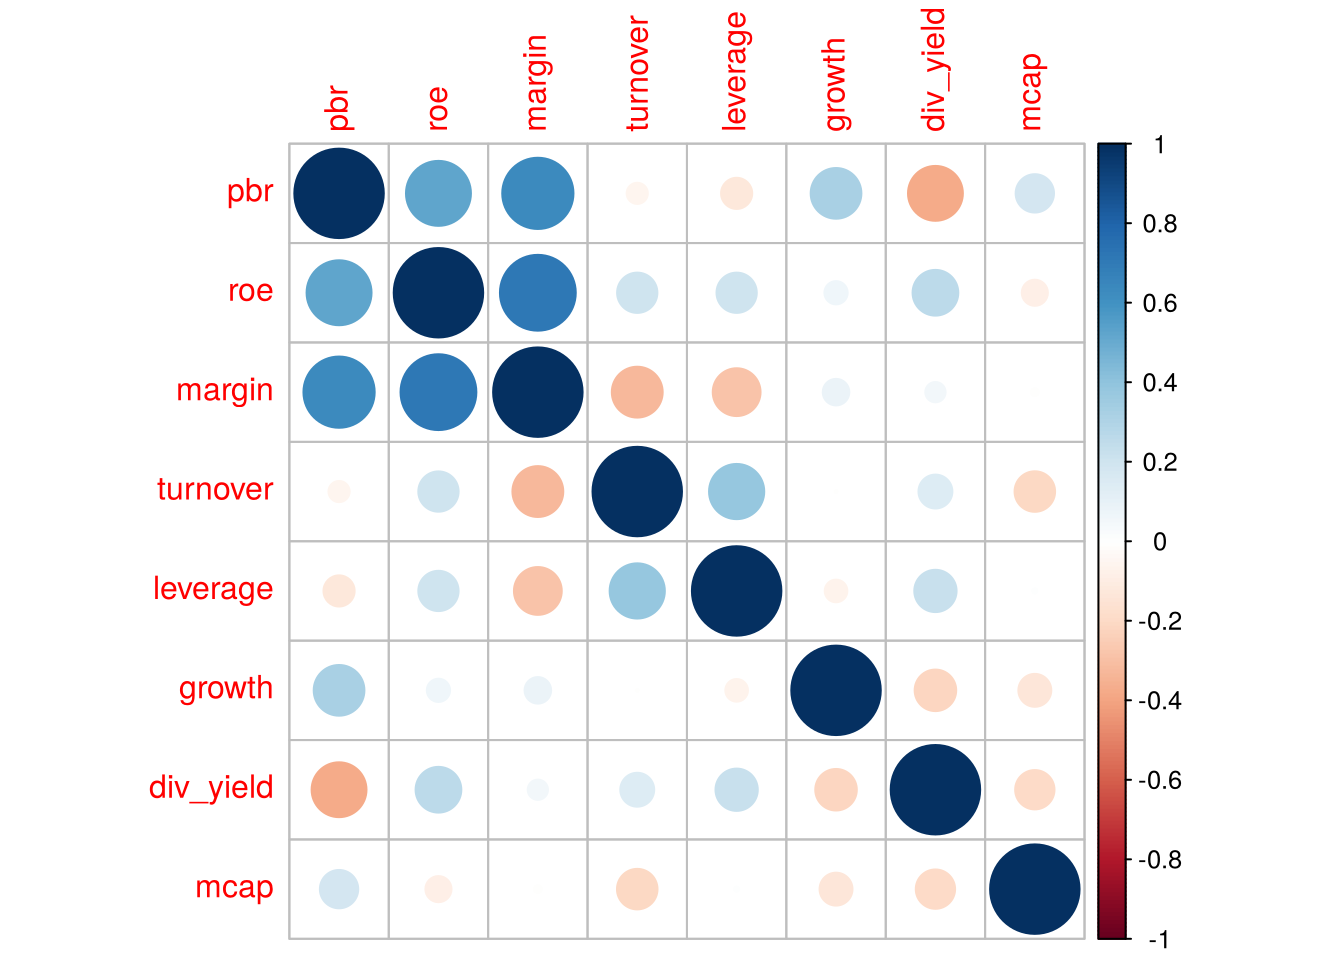 pbr
roe
margin
turnover
leverage
growth
div_yield
mcap
pbr
roe
margin
turnover
leverage
growth
div_yield
mcap
1
0.8
0.6
0.4
0.2
0
-0.2
-0.4
-0.6
-0.8
-1